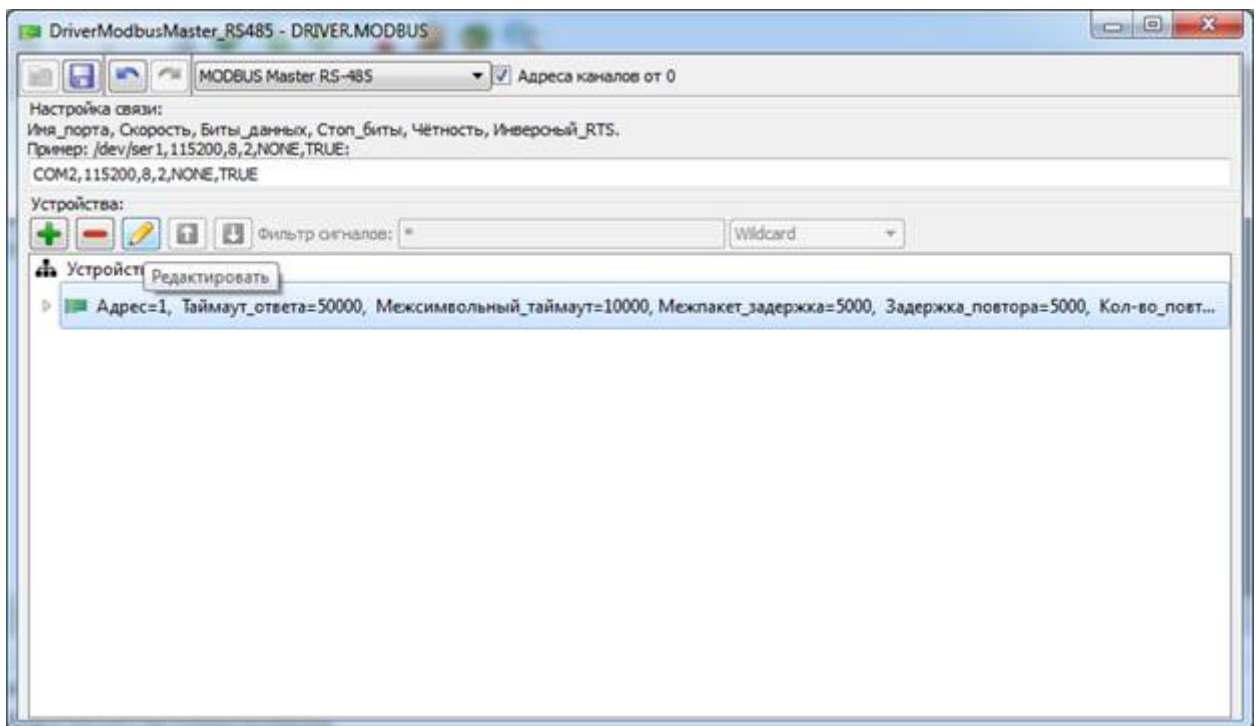 DriverModbusMaster_RS485 - DRIVER.MODBUS
MODBUS Master RS-485
Адреса каналов от 0
Настройка связи:
Имя_порта, Скорость, Биты_данных, Стоп_биты, Чётность, Инверсный_RTS.
Пример: /dev/ser1,115200,8,2,NONE,TRUE:
COM2,115200,8,2,NONE,TRUE
Устройства:
Фильтр сигналов: * Wildcard
Устройст
Редактировать
Адрес=1, Таймаут_ответа=50000, Межсимвольный_таймаут=10000, Межпакет_задержка=5000, Задержка_повтора=5000, Кол-во_повт...